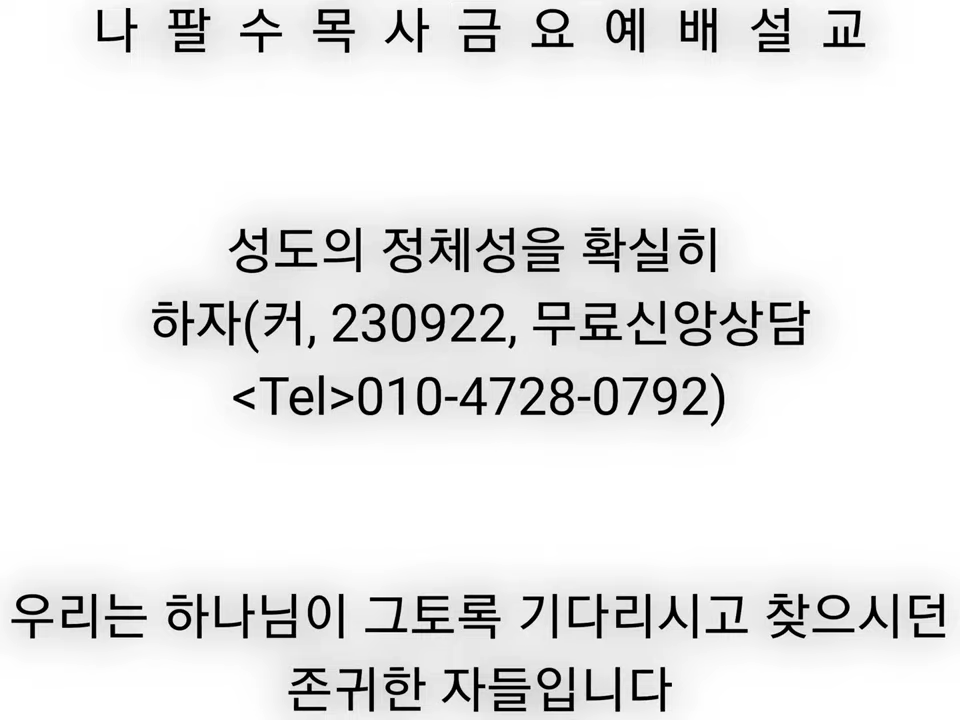 나 팔 수 목 사 금 요 예 배 설 교
성도의 정체성을 확실히
하자(커, 230922, 무료신앙상담
<Tel>010-4728-0792)
우리는 하나님이 그토록 기다리시고 찾으시던
존귀한 자들입니다